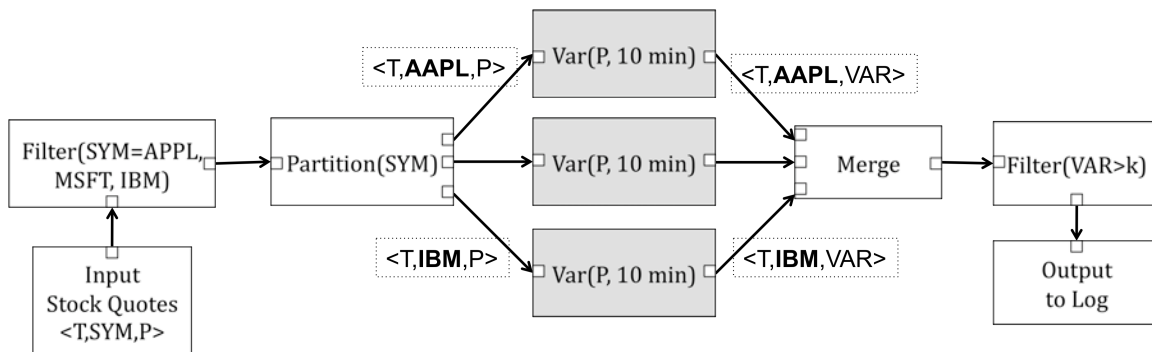 Filter(SYM=APPL,
MSFT, IBM)
Input
Stock Quotes
<T,SYM,P>
Partition(SYM)
<T,AAPL,P>
<T,IBM,P>
Var(P, 10 min)
Var(P, 10 min)
Var(P, 10 min)
<T,AAPL,VAR>
<T,IBM,VAR>
Merge
Filter(VAR>k)
Output
to Log